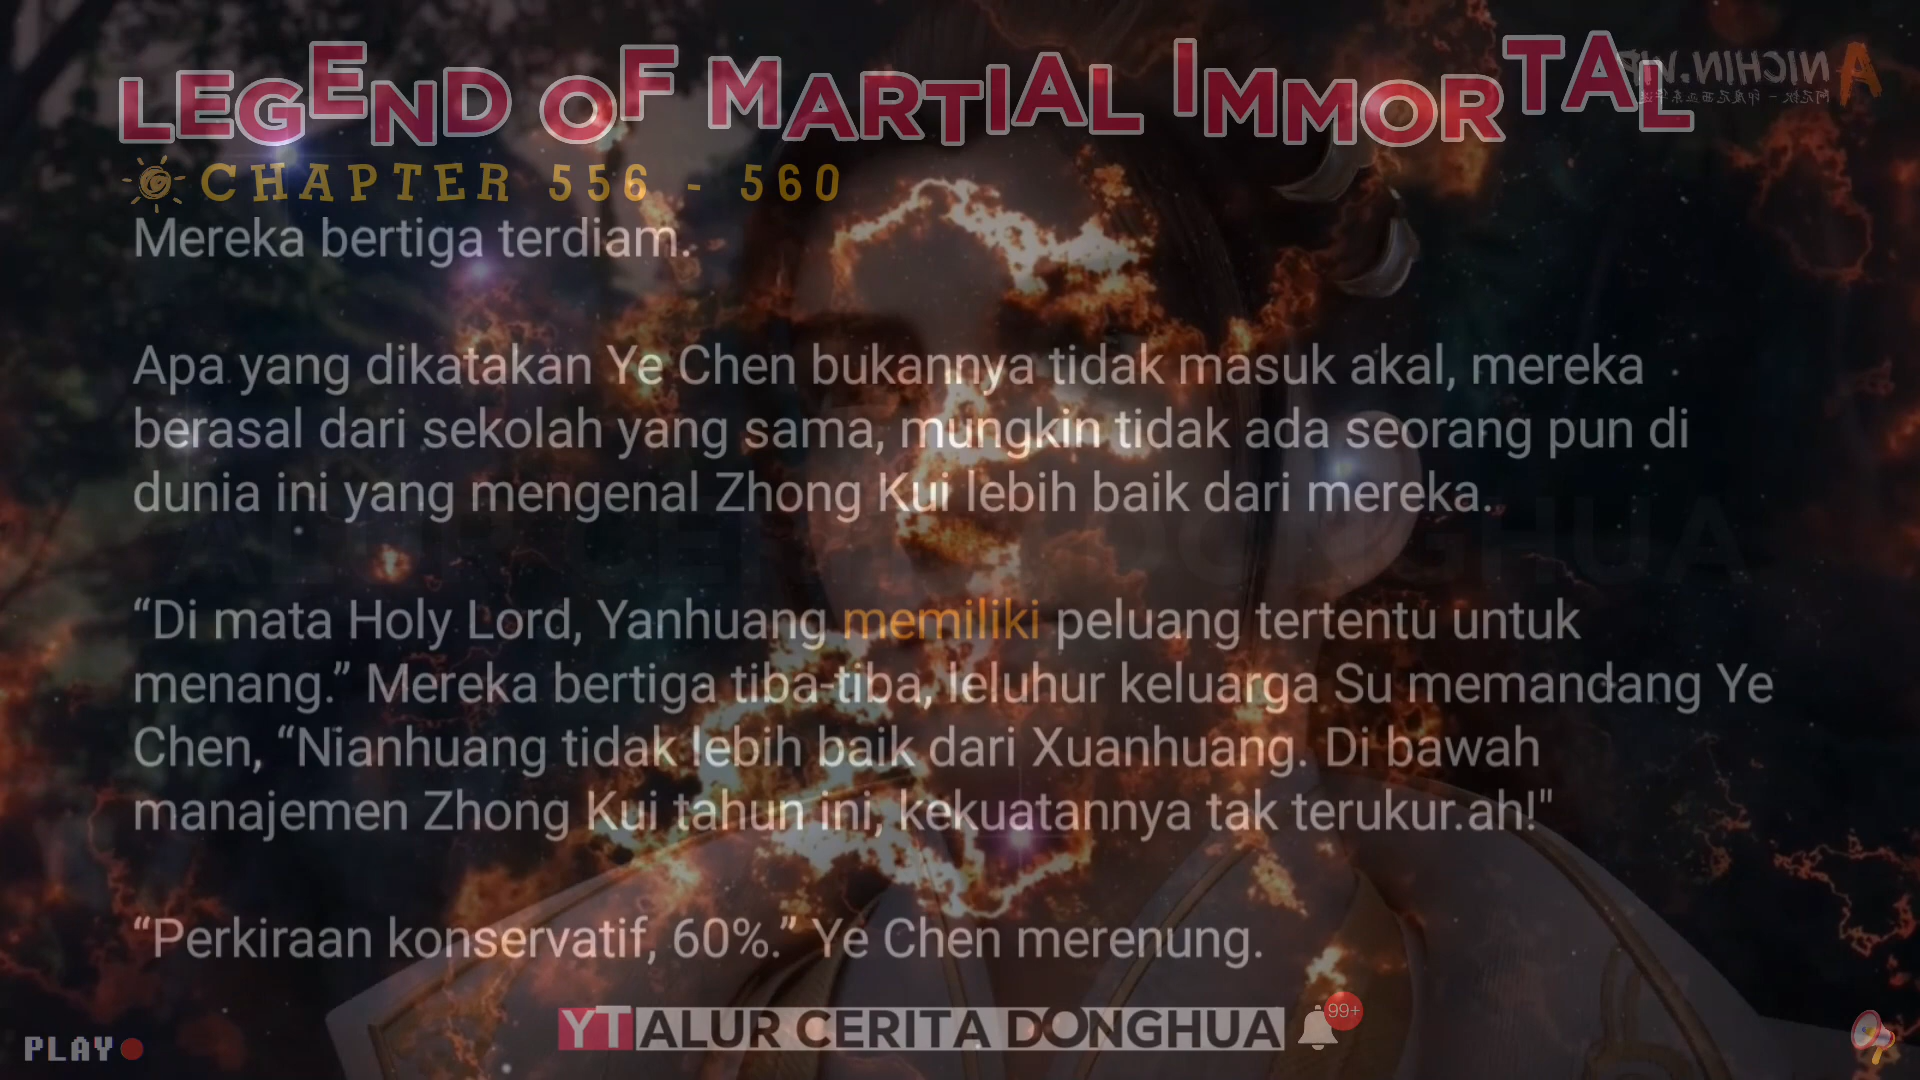 LEGEND OF MARTIAL IMMORTAL
CHAPTER 556 - 560
Mereka bertiga terdiam.
Apa yang dikatakan Ye Chen bukannya tidak masuk akal, mereka
berasal dari sekolah yang sama, mungkin tidak ada seorang pun di
dunia ini yang mengenal Zhong Kui lebih baik dari mereka.
ALUR CERITA DONGHUA
“Di mata Holy Lord, Yanhuang memiliki peluang tertentu untuk
menang.” Mereka bertiga tiba-tiba, leluhur keluarga Su memandang Ye
Chen, “Nianhuang tidak lebih baik dari Xuanhuang. Di bawah
manajemen Zhong Kui tahun ini, kekuatannya tak terukur.ah!"
“Perkiraan konservatif, 60%.” Ye Chen merenung.
YT ALUR CERITA DONGHUA
99+
PLAY